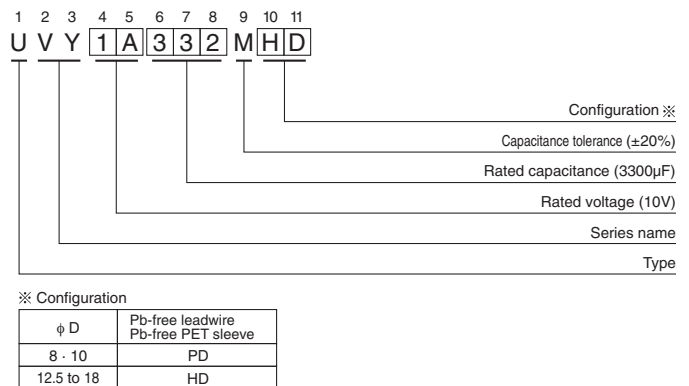 1 2 3 4 5 6 7 8 9 10 11
U V Y 1 A 3 3 2 M H D
Configuration ※
Capacitance tolerance (±20%)
Rated capacitance (3300µF)
Rated voltage (10V)
Series name
Type
※ Configuration
ϕ D Pb-free leadwire
Pb-free PET sleeve
8 · 10 PD
12.5 to 18 HD